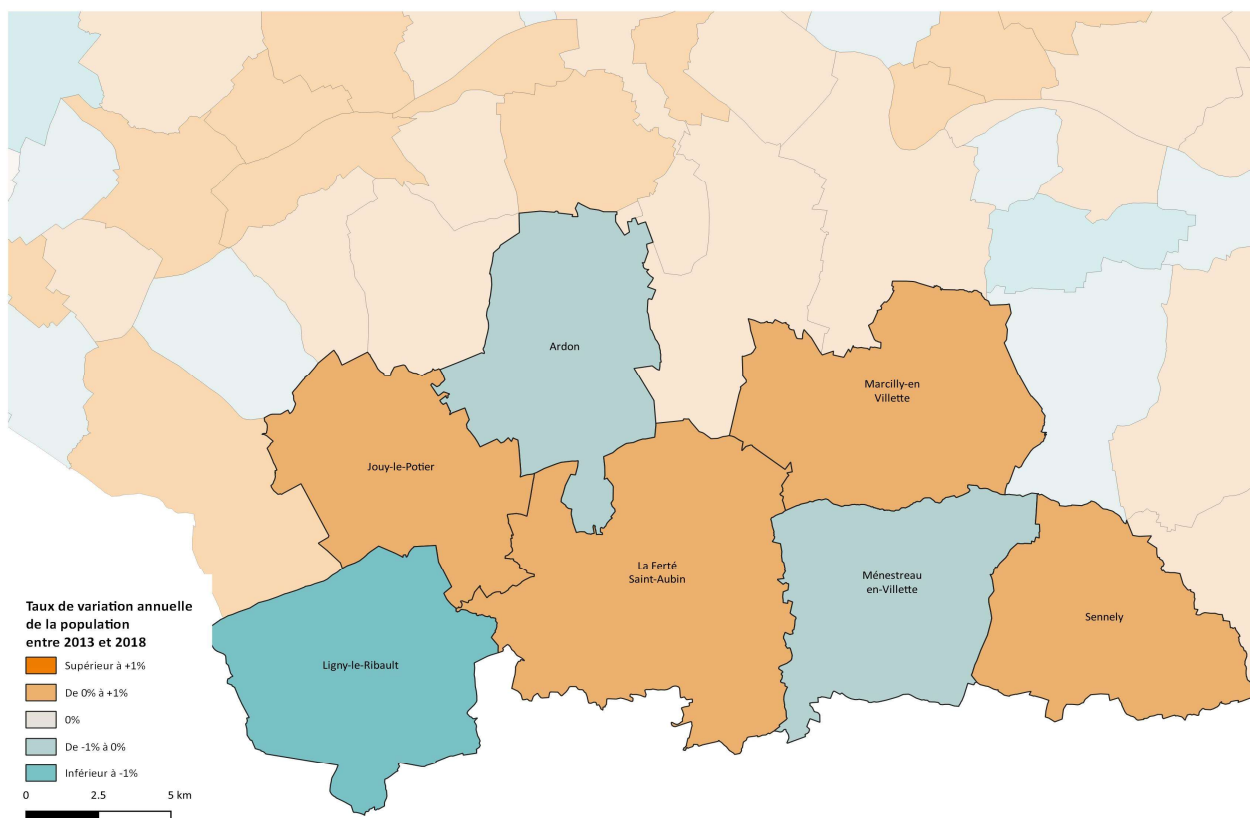 Ardon
Marcilly-en
Villette
Jouy-le-Potier
La Ferté
Saint-Aubin
Ménestreau
en-Villette
Sennely
Ligny-le-Ribault
Taux de variation annuelle
de la population
entre 2013 et 2018
Supérieur à +1%
De 0% à +1%
0%
De -1% à 0%
Inférieur à -1%
0 2.5 5 km